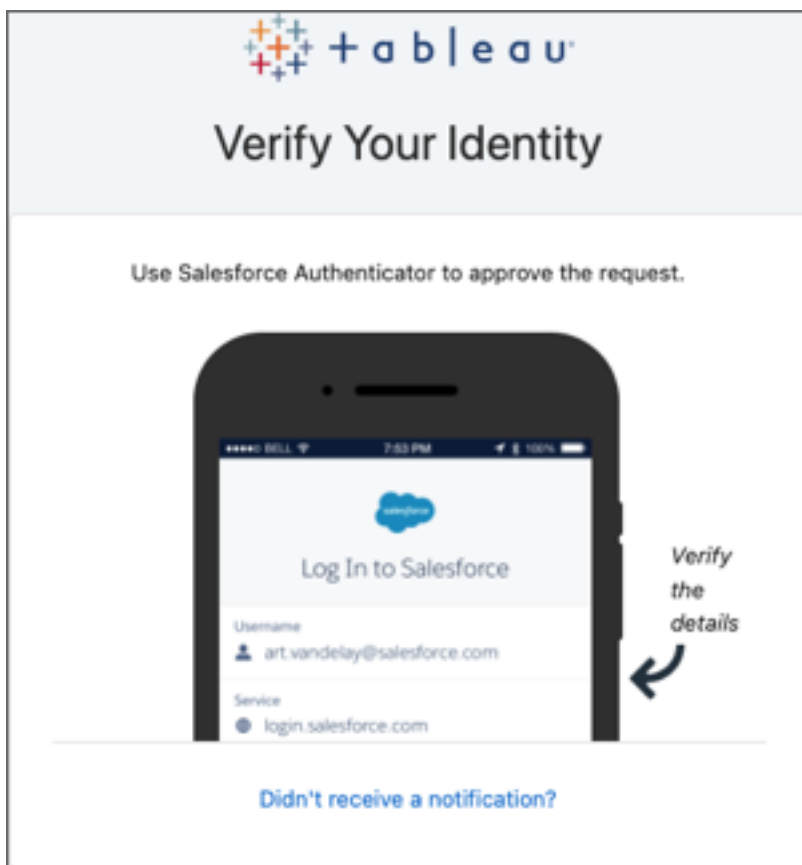 +ableau
Verify Your Identity
Use Salesforce Authenticator to approve the request.
BELL 7:53 PM 100%
salesforce
Log In to Salesforce
Username
art.vandelay@salesforce.com
Service
login.salesforce.com
Verify
the
details
Didn't receive a notification?